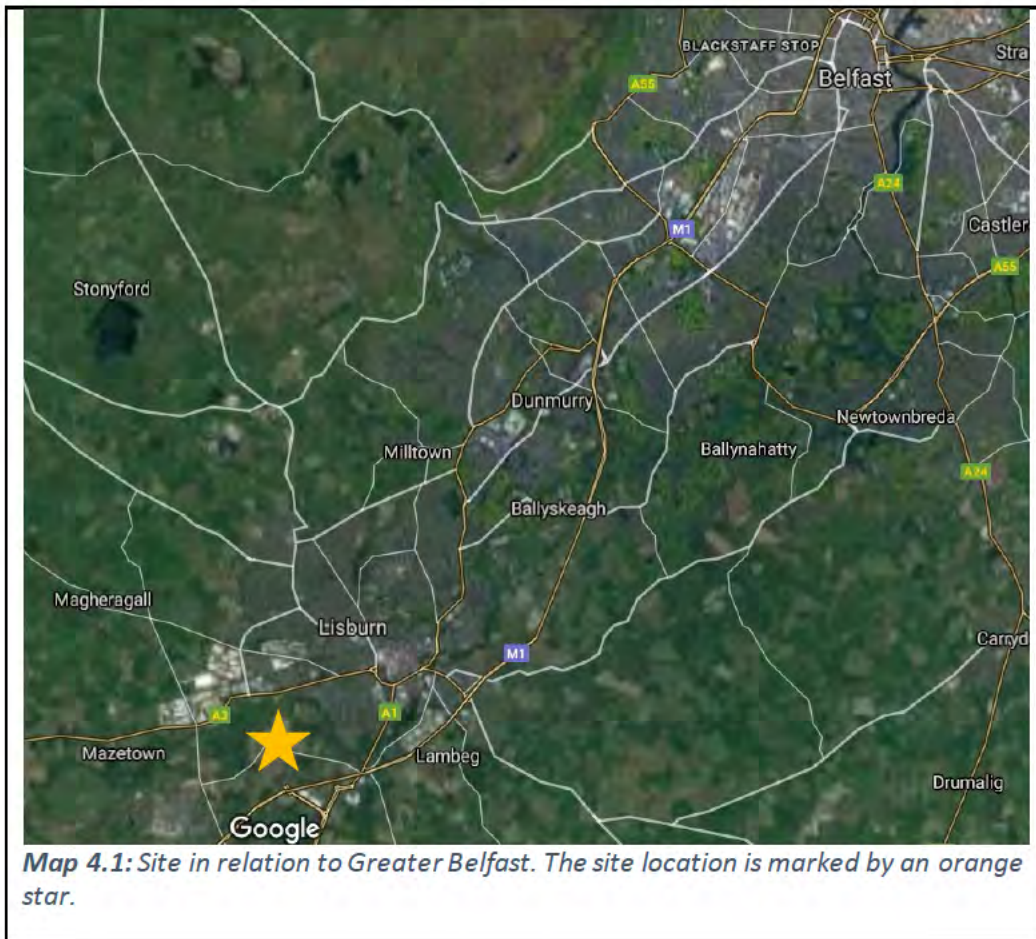 BLACKSTAFF STOP
Stra
Belfast
A55
A24
M1
Castler
A55
Stonyford
Dunmurry
Newtownbreda
Milltown
Ballynahatty
A24
Ballyskeagh
Magheragall
Lisburn
M1
Carryd
A3
A1
Mazetown
Lambeg
Drumalig
Google
Map 4.1: Site in relation to Greater Belfast. The site location is marked by an orange
star.